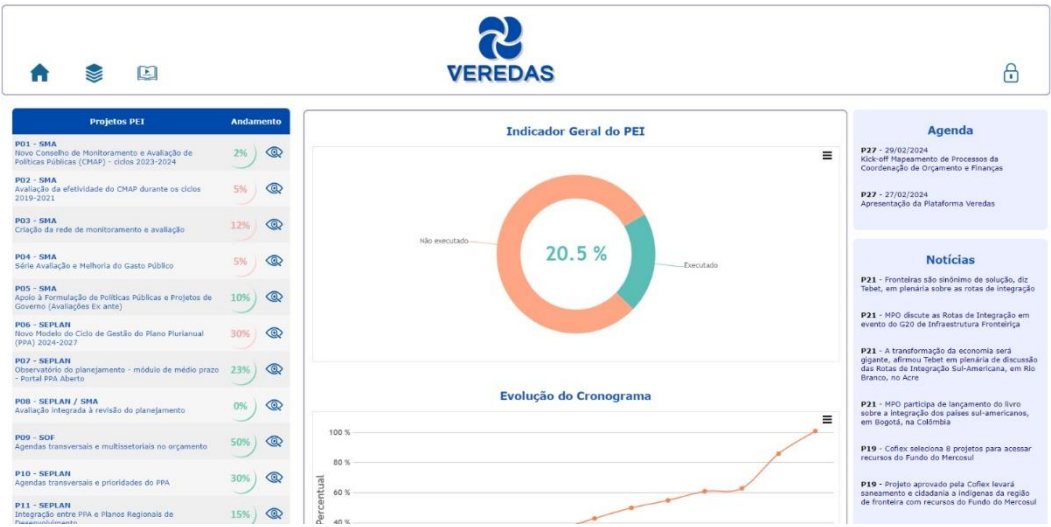 VEREDAS
Projetos PEI Andamento
P01 - SMA
Novo Conselho de Monitoramento e Avaliação de
Políticas Públicas (CMAP) - ciclos 2023-2024
2%
P02 - SMA
Avaliação da efetividade do CMAP durante os ciclos
2019-2021
5%
P03 - SMA
Criação da rede de monitoramento e avaliação
12%
P04 - SMA
Série Avaliação e Melhoria do Gasto Público
5%
P05 - SMA
Apoio à Formulação de Políticas Públicas e Projetos de
Governo (Avaliações Ex ante)
10%
P06 - SEPLAN
Novo Modelo do Ciclo de Gestão do Plano Plurianual
(PPA) 2024-2027
30%
P07 - SEPLAN
Observatório do planejamento - módulo de médio prazo
- Portal PPA Aberto
23%
P08 - SEPLAN / SMA
Avaliação integrada à revisão do planejamento
0%
P09 - SOF
Agendas transversais e multissetoriais no orçamento
50%
P10 - SEPLAN
Agendas transversais e prioridades do PPA
30%
P11 - SEPLAN
Integração entre PPA e Planos Regionais de
Desenvolvimento
15%
Indicador Geral do PEI
Não executado
20.5 %
Executado
Evolução do Cronograma
100 %
80 %
60 %
40 %
Percentual
Agenda
P27 - 29/02/2024
Kick-off Mapeamento de Processos da
Coordenação de Orçamento e Finanças
P27 - 27/02/2024
Apresentação da Plataforma Veredas
Notícias
P21 - Fronteiras são sinônimo de solução, diz
Tebet, em plenária sobre as rotas de integração
P21 - MPO discute as Rotas de Integração em
evento do G20 de Infraestrutura Fronteiriça
P21 - A transformação da economia será
gigante, afirmou Tebet em plenária de discussão
das Rotas de Integração Sul-Americana, em Rio
Branco, no Acre
P21 - MPO participa de lançamento do livro
sobre a integração dos países sul-americanos,
em Bogotá, na Colômbia
P19 - Cofiex seleciona 8 projetos para acessar
recursos do Fundo do Mercosul
P19 - Projeto aprovado pela Cofiex levará
saneamento e cidadania a indígenas da região
de fronteira com recursos do Fundo do Mercosul